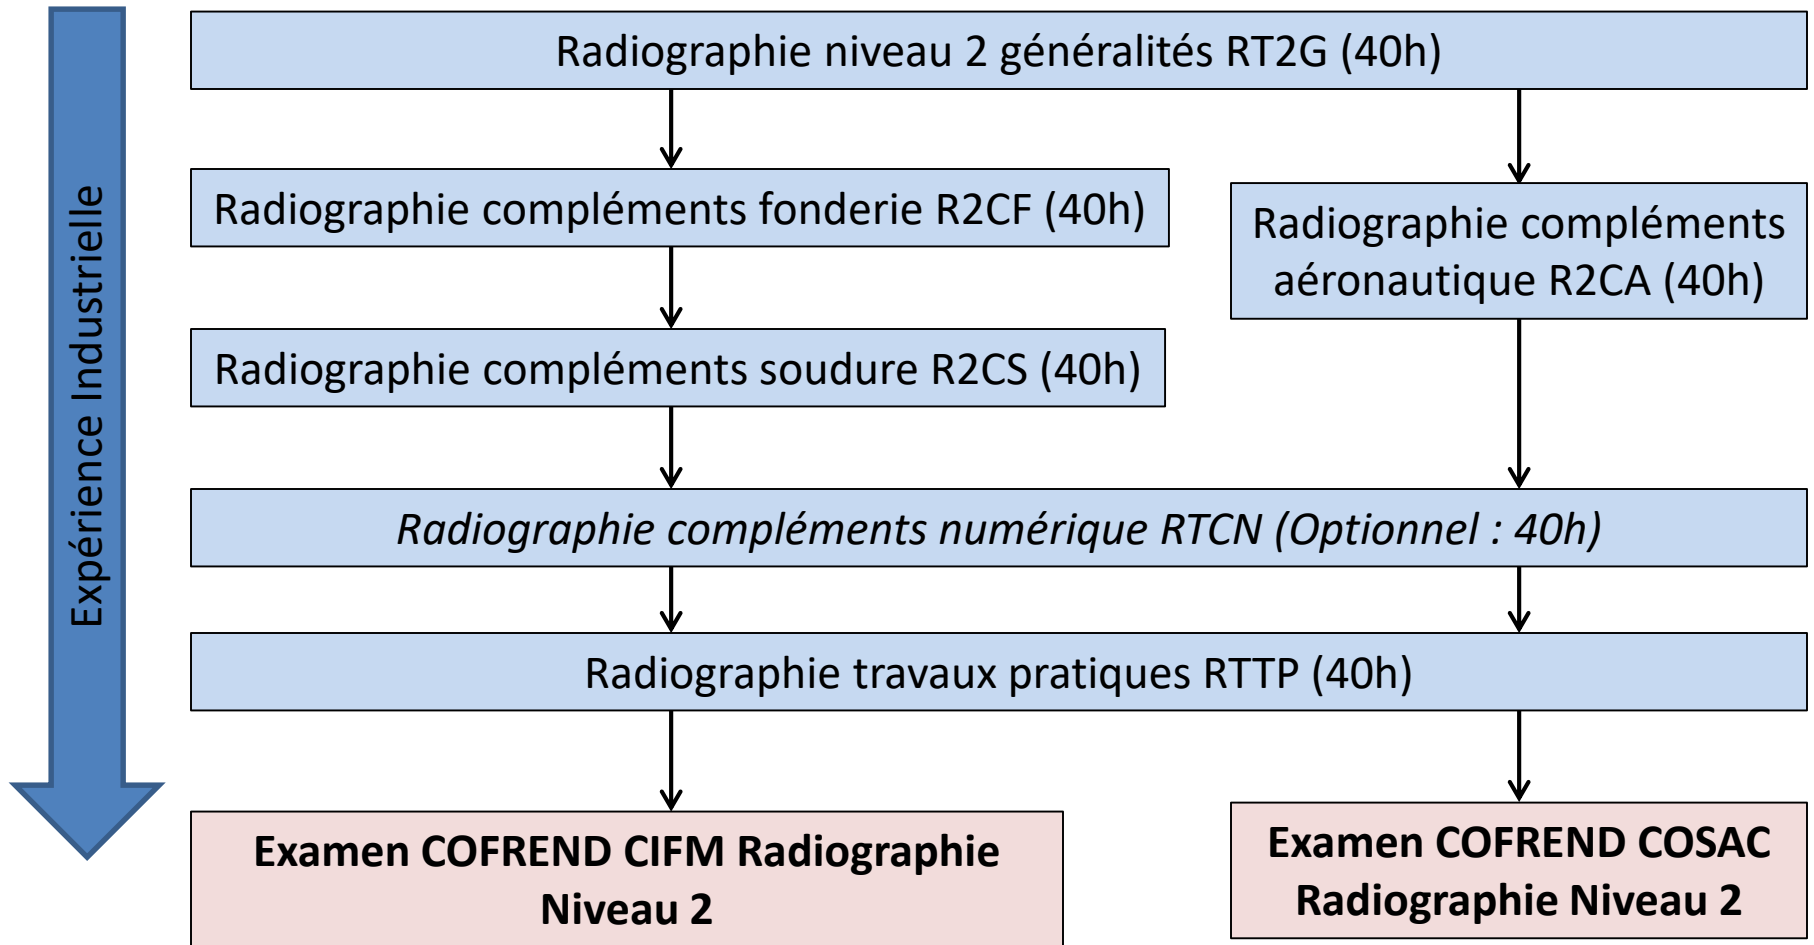 Expérience Industrielle
Radiographie niveau 2 généralités RT2G (40h)
Radiographie compléments fonderie R2CF (40h)
Radiographie compléments
aéronautique R2CA (40h)
Radiographie compléments soudure R2CS (40h)
Radiographie compléments numérique RTCN (Optionnel : 40h)
Radiographie travaux pratiques RTTP (40h)
Examen COFREND CIFM Radiographie
Niveau 2
Examen COFREND COSAC
Radiographie Niveau 2